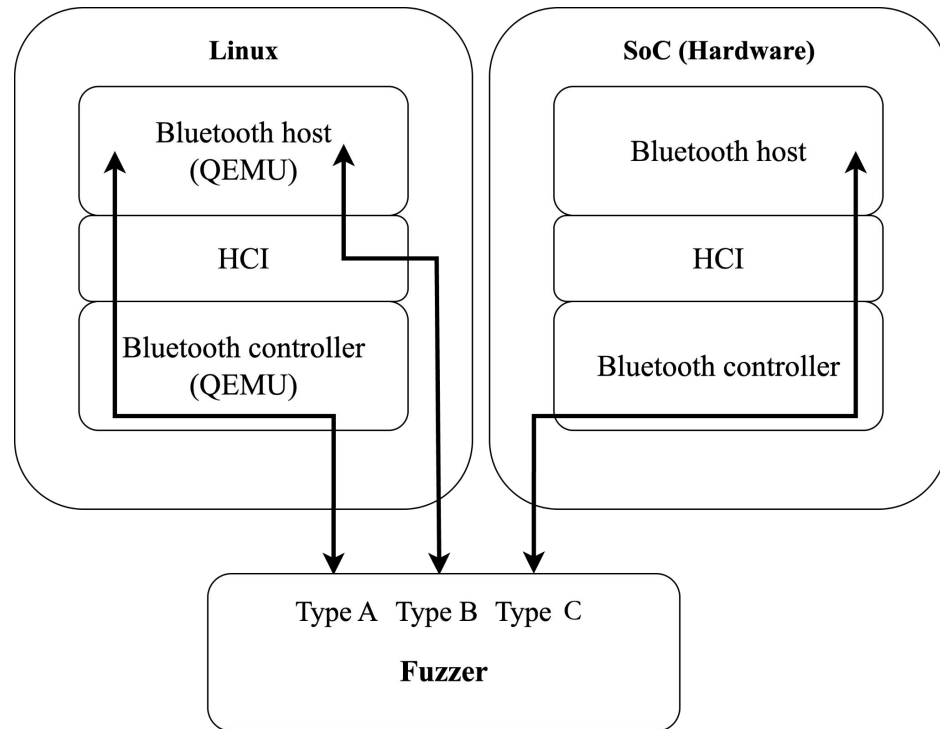 Linux
Bluetooth host
(QEMU)
HCI
Bluetooth controller
(QEMU)
SoC (Hardware)
Bluetooth host
HCI
Bluetooth controller
Type A Type B Type C
Fuzzer